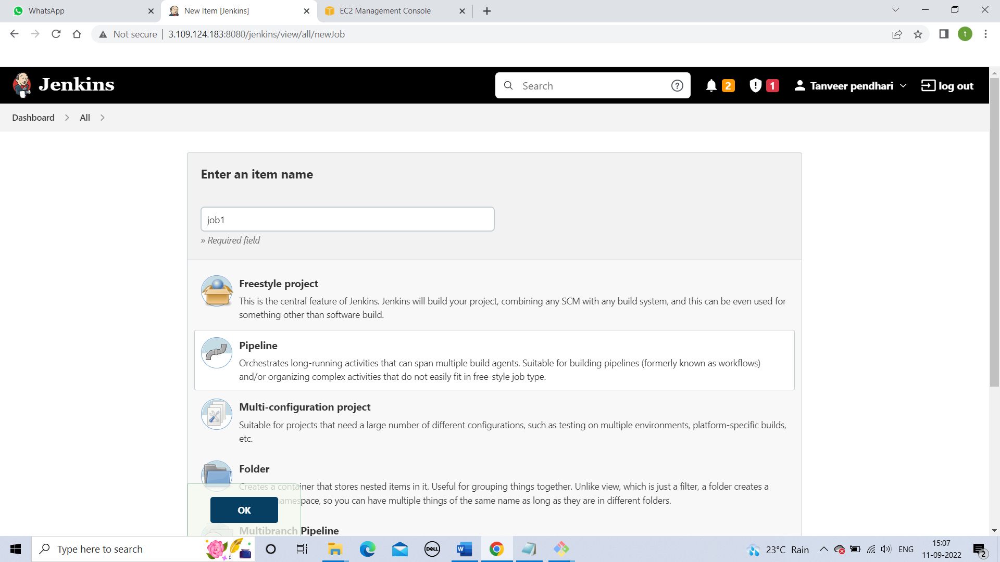 WhatsApp
New Item [Jenkins]
EC2 Management Console
Not secure
3.109.124.183:8080/jenkins/view/all/newJob
t
Jenkins
Search
2
1
Tanveer pendhari
log out
Dashboard
All
Enter an item name
job1
» Required field
Freestyle project
This is the central feature of Jenkins. Jenkins will build your project, combining any SCM with any build system, and this can be even used for
something other than software build.
Pipeline
Orchestrates long-running activities that can span multiple build agents. Suitable for building pipelines (formerly known as workflows)
and/or organizing complex activities that do not easily fit in free-style job type.
Multi-configuration project
Suitable for projects that need a large number of different configurations, such as testing on multiple environments, platform-specific builds,
etc.
Folder
Creates a container that stores nested items in it. Useful for grouping things together. Unlike view, which is just a filter, a folder creates a
so you can have multiple things of the same name as long as they are in different folders.
OK
Multibranch Pipeline
Type here to search
DELL
W
23°C Rain
ENG
15:07
11-09-2022
2